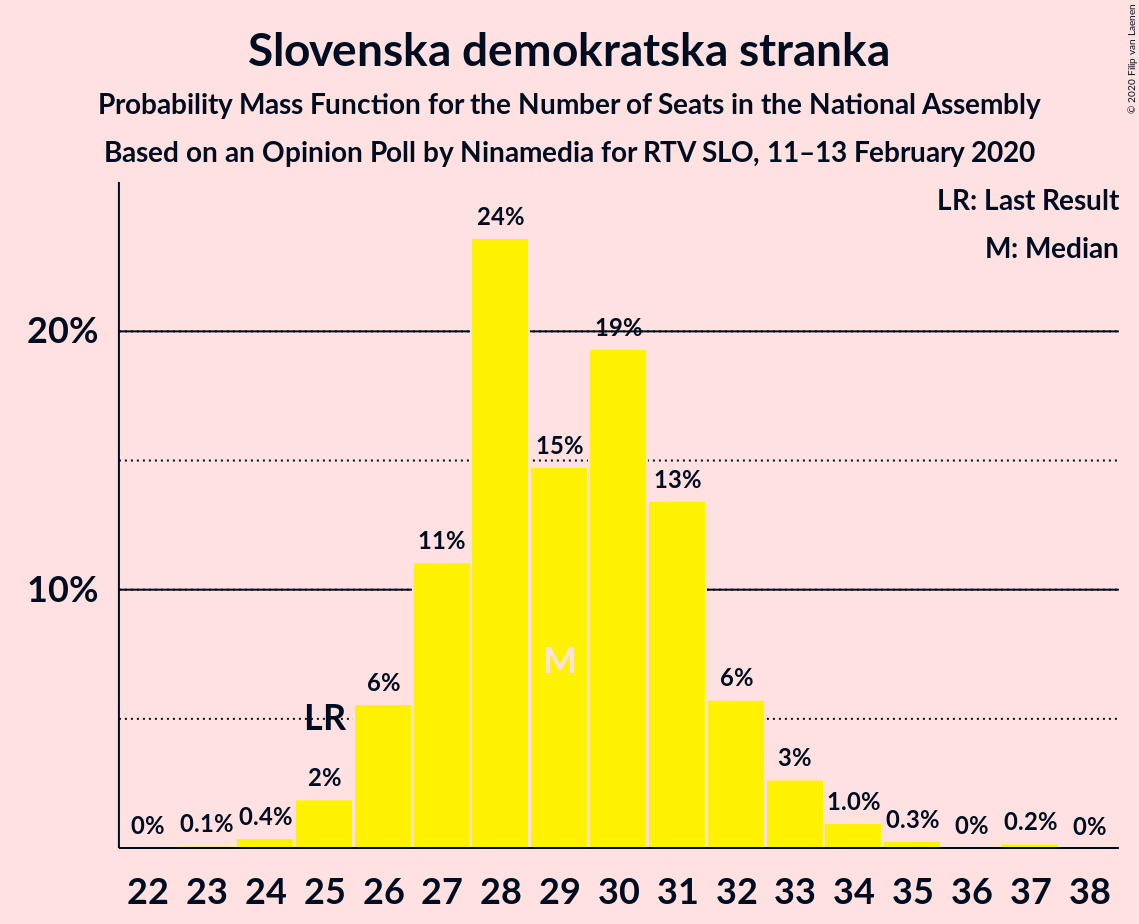 Slovenska demokratska stranka
Probability Mass Function for the Number of Seats in the National Assembly
Based on an Opinion Poll by Ninamedia for RTV SLO, 11–13 February 2020
© 2020 Filip van Laenen
LR: Last Result
M: Median
20%
10%
0%
0.1%
0.4%
2%
LR
6%
11%
24%
15%
M
19%
13%
6%
3%
1.0%
0.3%
0%
0.2%
0%
22 23 24 25 26 27 28 29 30 31 32 33 34 35 36 37 38